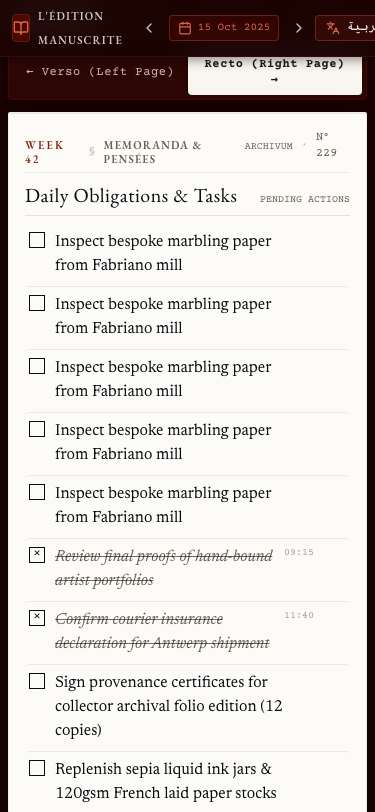 L'ÉDITION
MANUSCRITE
15 Oct 2025
← Verso (Left Page)
Recto (Right Page)
→
WEEK 42 § MEMORANDA & PENSÉES ARCHIVUM · N° 229
Daily Obligations & Tasks PENDING ACTIONS
Inspect bespoke marbling paper
from Fabriano mill
Inspect bespoke marbling paper
from Fabriano mill
Inspect bespoke marbling paper
from Fabriano mill
Inspect bespoke marbling paper
from Fabriano mill
Inspect bespoke marbling paper
from Fabriano mill
Review final proofs of hand-bound 09:15
artist portfolios
Confirm courier insurance 11:40
declaration for Antwerp shipment
Sign provenance certificates for
collector archival folio edition (12
copies)
Replenish sepia liquid ink jars &
120gsm French laid paper stocks